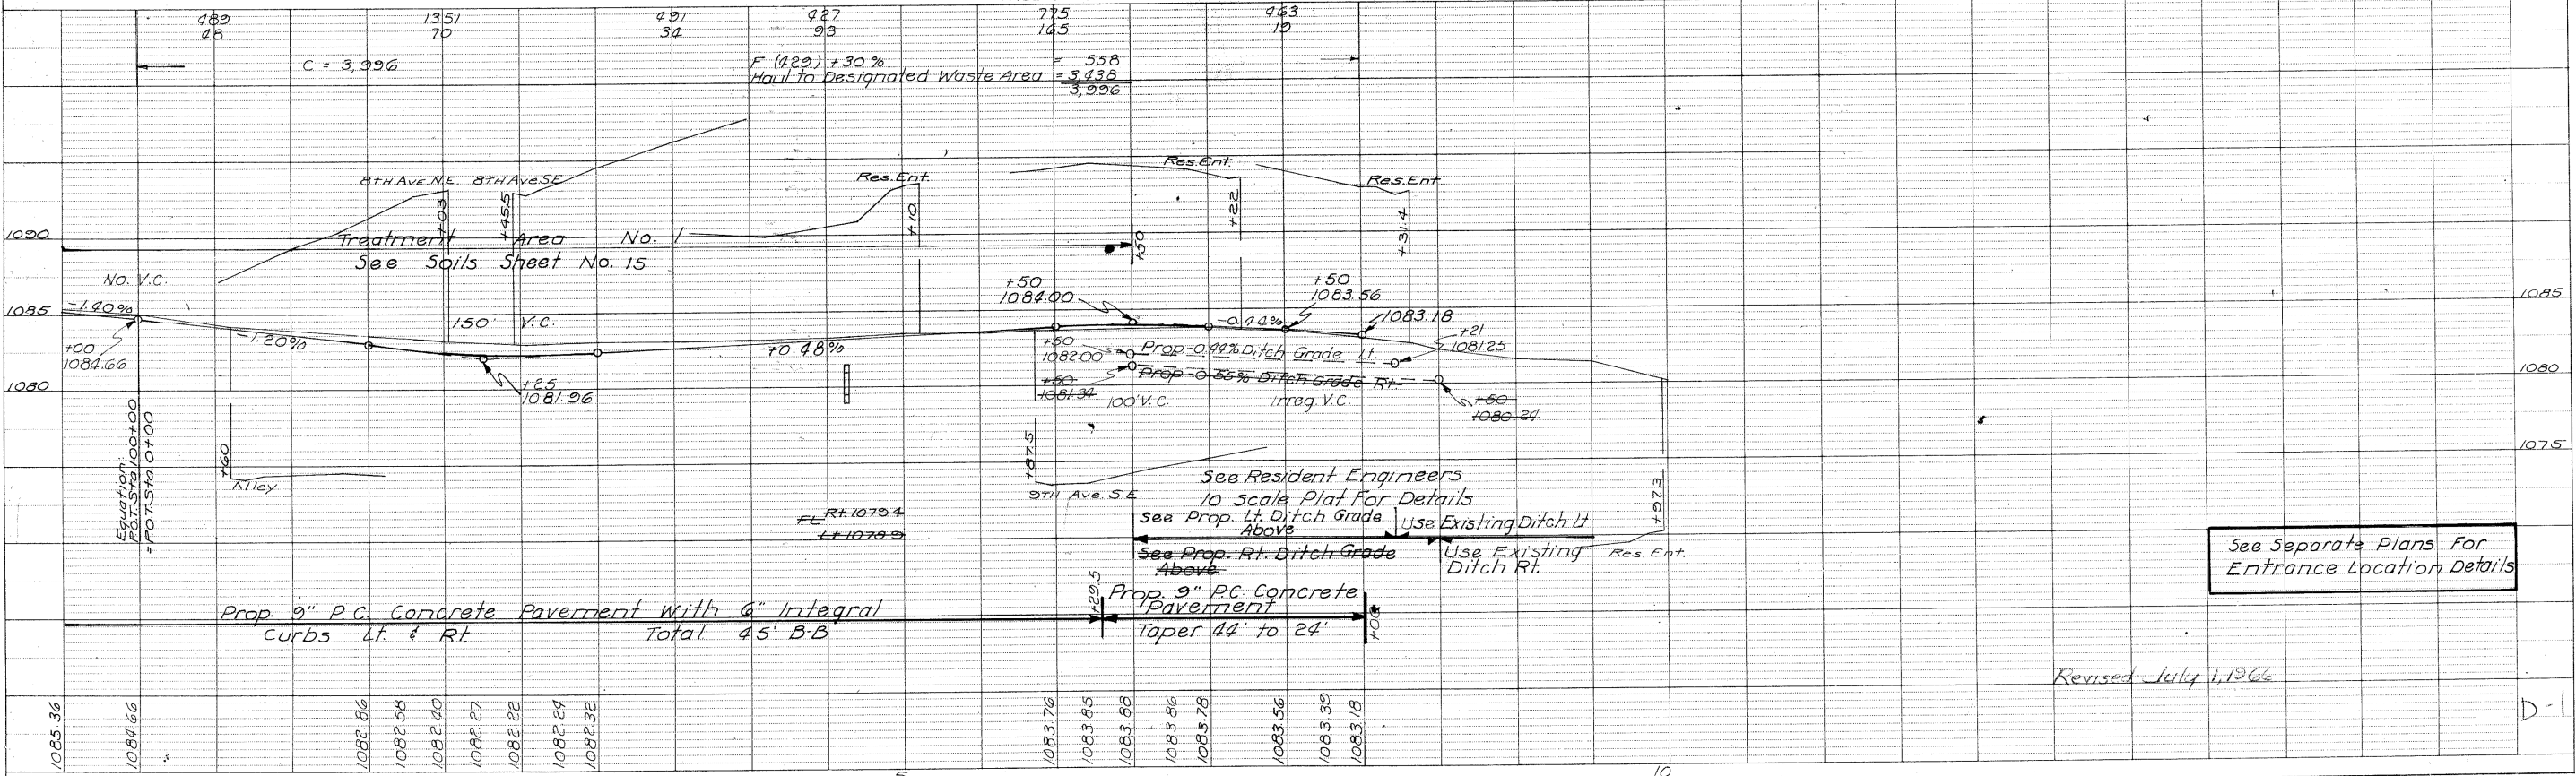 489 1351 491 427 775 463
48 70 34 93 165 19
C = 3,996
F (429) +30 % = 558
Haul to Designated Waste Area = 3,438
3,996
8TH AVE. N.E. 8TH AVE SE
Res. Ent.
Res. Ent.
Res. Ent.
+03
+45.5
+10
+22
+31.4
+50
1090
Treatment Area No. 1
See Soils Sheet No. 15
NO. V.C.
-1.40%
1085
150' V.C.
-1.20%
+00
1084.66
1080
+25
1081.96
+0.48%
+50
1084.00
+50
1083.56
-0.44%
1083.18
+21
1081.25
+50
1082.00
Prop. -0.44% Ditch Grade Lt.
+50
1081.34
Prop -0.56% Ditch Grade Rt.
100' V.C.
Irreg. V.C.
+50
1080.24
1085
1080
1075
Equation:
P.O.T. Sta. 100+00
= P.O.T. Sta. 0+00
+60
Alley
+87.5
9TH Ave. S.E.
See Resident Engineers
10 Scale Plat For Details
See Prop. Lt. Ditch Grade
Above
Use Existing Ditch Lt
See Prop. Rt. Ditch Grade
Above
Use Existing
Ditch Rt.
Res. Ent.
+97.3
FL Rt 1079.4
Lt 1078.9
See Separate Plans For
Entrance Location Details
Prop. 9" P.C. Concrete Pavement With 6" Integral
Curbs Lt. & Rt. Total 45' B-B
+29.5
Prop. 9" P.C. Concrete
Pavement
Taper 44' to 24'
+00
Revised July 1, 1966
D-1
1085.36
1084.66
1082.86
1082.58
1082.40
1082.27
1082.22
1082.24
1082.32
1083.76
1083.85
1083.88
1083.86
1083.78
1083.56
1083.39
1083.18
5
10